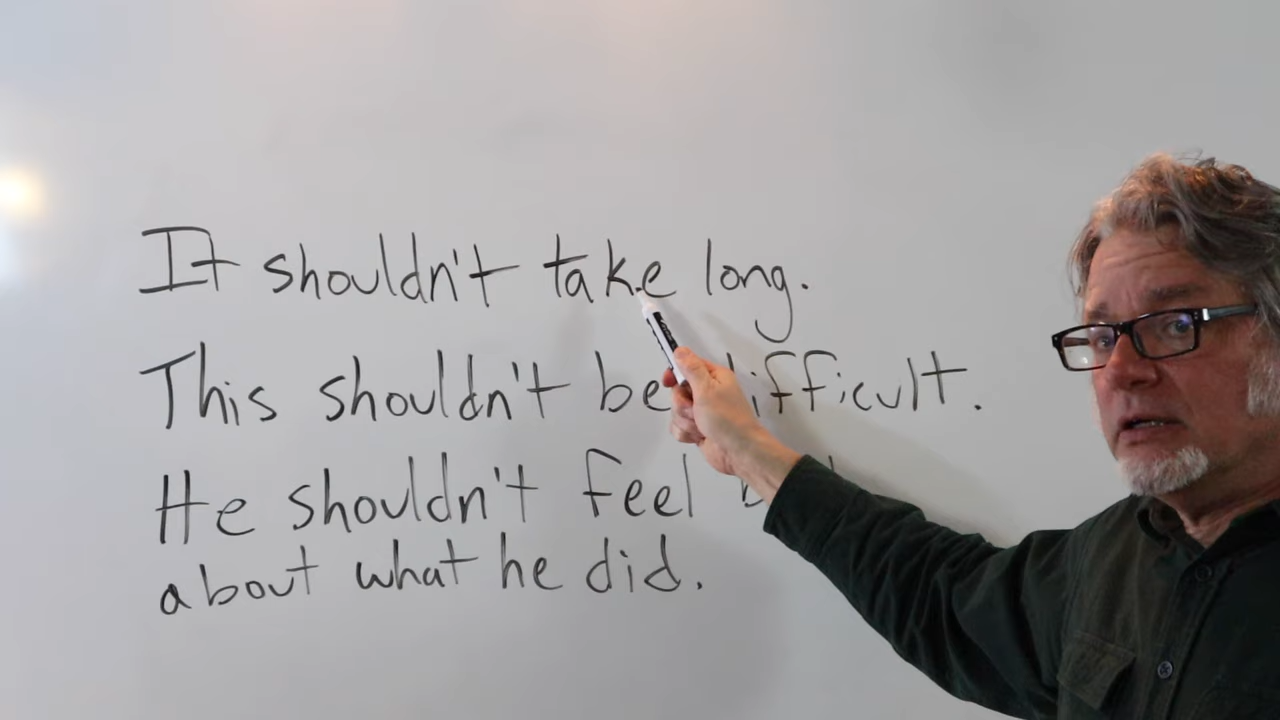 It shouldn't take long.
This shouldn't be difficult.
He shouldn't feel
about what he did.